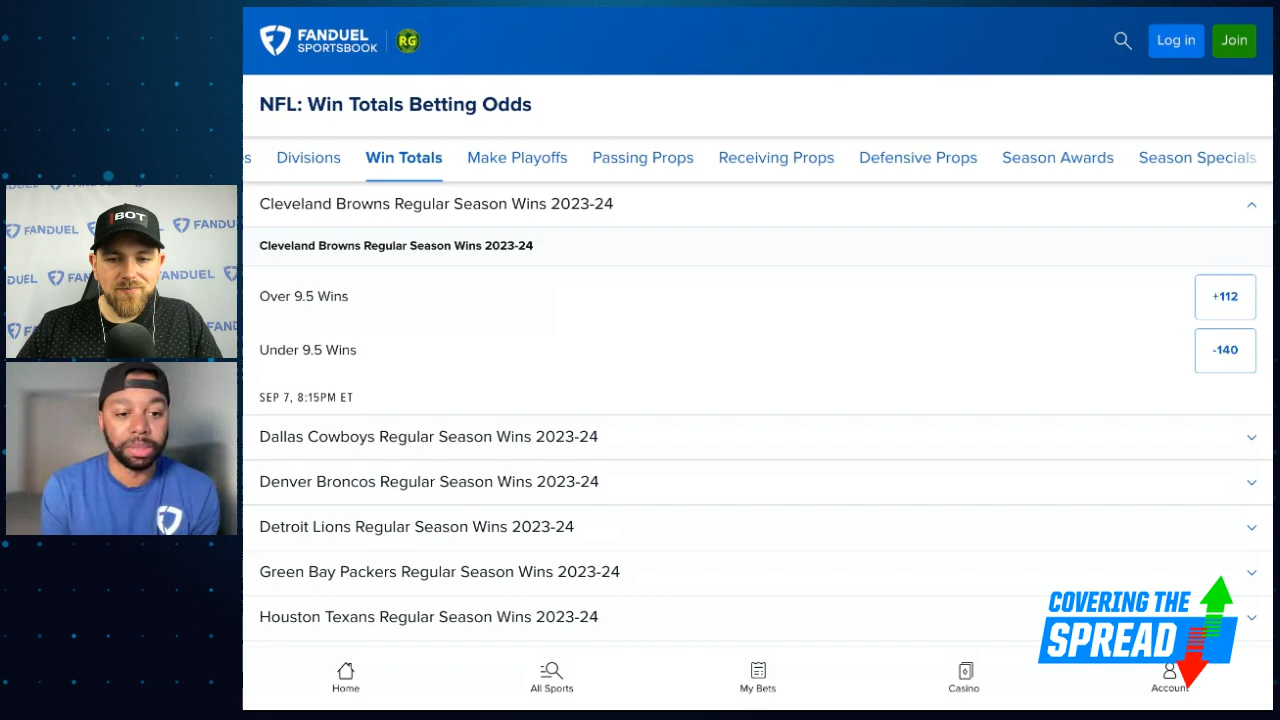 FANDUEL
SPORTSBOOK
RG
Log in
Join
NFL: Win Totals Betting Odds
s
Divisions
Win Totals
Make Playoffs
Passing Props
Receiving Props
Defensive Props
Season Awards
Season Specials
Cleveland Browns Regular Season Wins 2023-24
Cleveland Browns Regular Season Wins 2023-24
Over 9.5 Wins
+112
Under 9.5 Wins
-140
SEP 7, 8:15PM ET
Dallas Cowboys Regular Season Wins 2023-24
Denver Broncos Regular Season Wins 2023-24
Detroit Lions Regular Season Wins 2023-24
Green Bay Packers Regular Season Wins 2023-24
Houston Texans Regular Season Wins 2023-24
Home
All Sports
My Bets
Casino
Account
COVERING THE
SPREAD
BOT
FANDUEL
FANDU
DUEL
FAN
ANDUEL
FAN